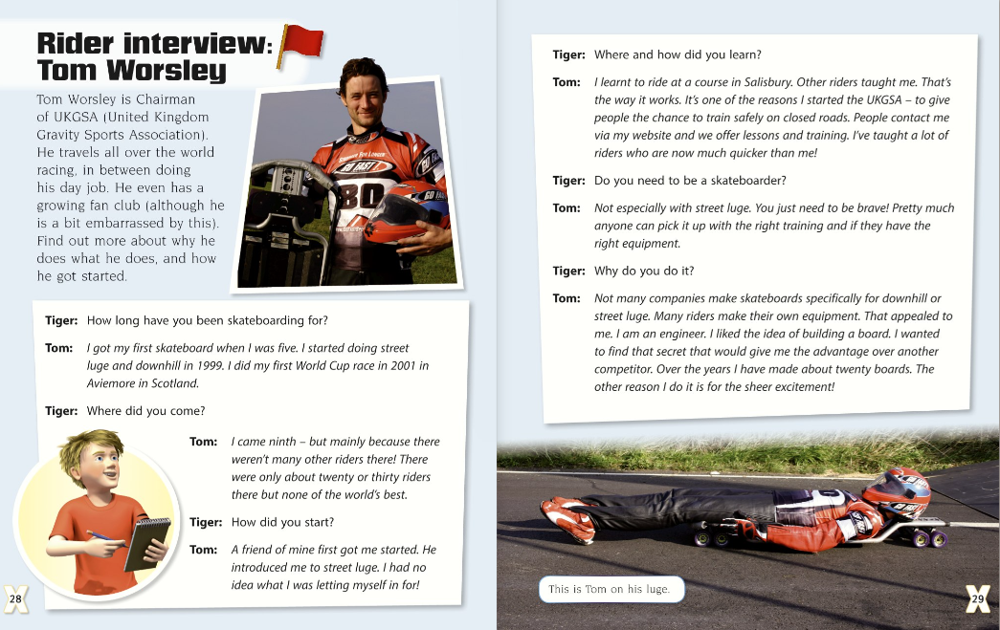 Rider interview:
Tom Worsley
Tom Worsley is Chairman
of UKGSA (United Kingdom
Gravity Sports Association).
He travels all over the world
racing, in between doing
his day job. He even has a
growing fan club (although he
is a bit embarrassed by this).
Find out more about why he
does what he does, and how
he got started.
GO FAST
80
GO FAST
Tiger: How long have you been skateboarding for?
Tom: I got my first skateboard when I was five. I started doing street
luge and downhill in 1999. I did my first World Cup race in 2001 in
Aviemore in Scotland.
Tiger: Where did you come?
Tom: I came ninth – but mainly because there
weren't many other riders there! There
were only about twenty or thirty riders
there but none of the world's best.
Tiger: How did you start?
Tom: A friend of mine first got me started. He
introduced me to street luge. I had no
idea what I was letting myself in for!
28
Tiger: Where and how did you learn?
Tom: I learnt to ride at a course in Salisbury. Other riders taught me. That's
the way it works. It's one of the reasons I started the UKGSA – to give
people the chance to train safely on closed roads. People contact me
via my website and we offer lessons and training. I've taught a lot of
riders who are now much quicker than me!
Tiger: Do you need to be a skateboarder?
Tom: Not especially with street luge. You just need to be brave! Pretty much
anyone can pick it up with the right training and if they have the
right equipment.
Tiger: Why do you do it?
Tom: Not many companies make skateboards specifically for downhill or
street luge. Many riders make their own equipment. That appealed to
me. I am an engineer. I liked the idea of building a board. I wanted
to find that secret that would give me the advantage over another
competitor. Over the years I have made about twenty boards. The
other reason I do it is for the sheer excitement!
This is Tom on his luge.
29